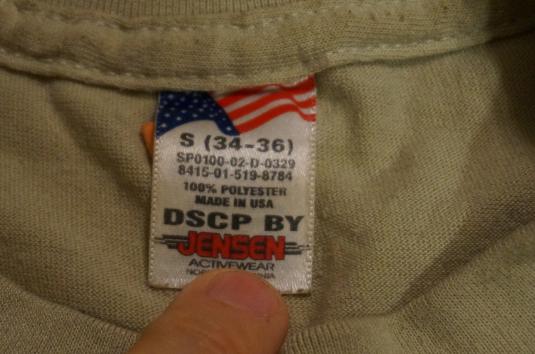 S (34-36)
SP0100-02-D-0329
8415-01-519-8784
100% POLYESTER
MADE IN USA
DSCP BY
JENSEN
ACTIVEWEAR